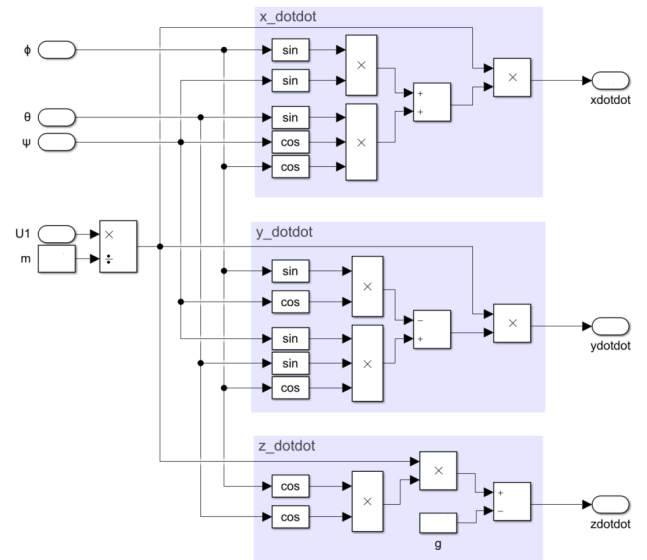 x_dotdot
ϕ
sin
×
sin
+
+
×
xdotdot
θ
sin
ψ
cos
×
cos
y_dotdot
U1
×
m
÷
sin
×
cos
−
+
×
ydotdot
sin
sin
×
cos
z_dotdot
×
cos
×
cos
+
−
zdotdot
g